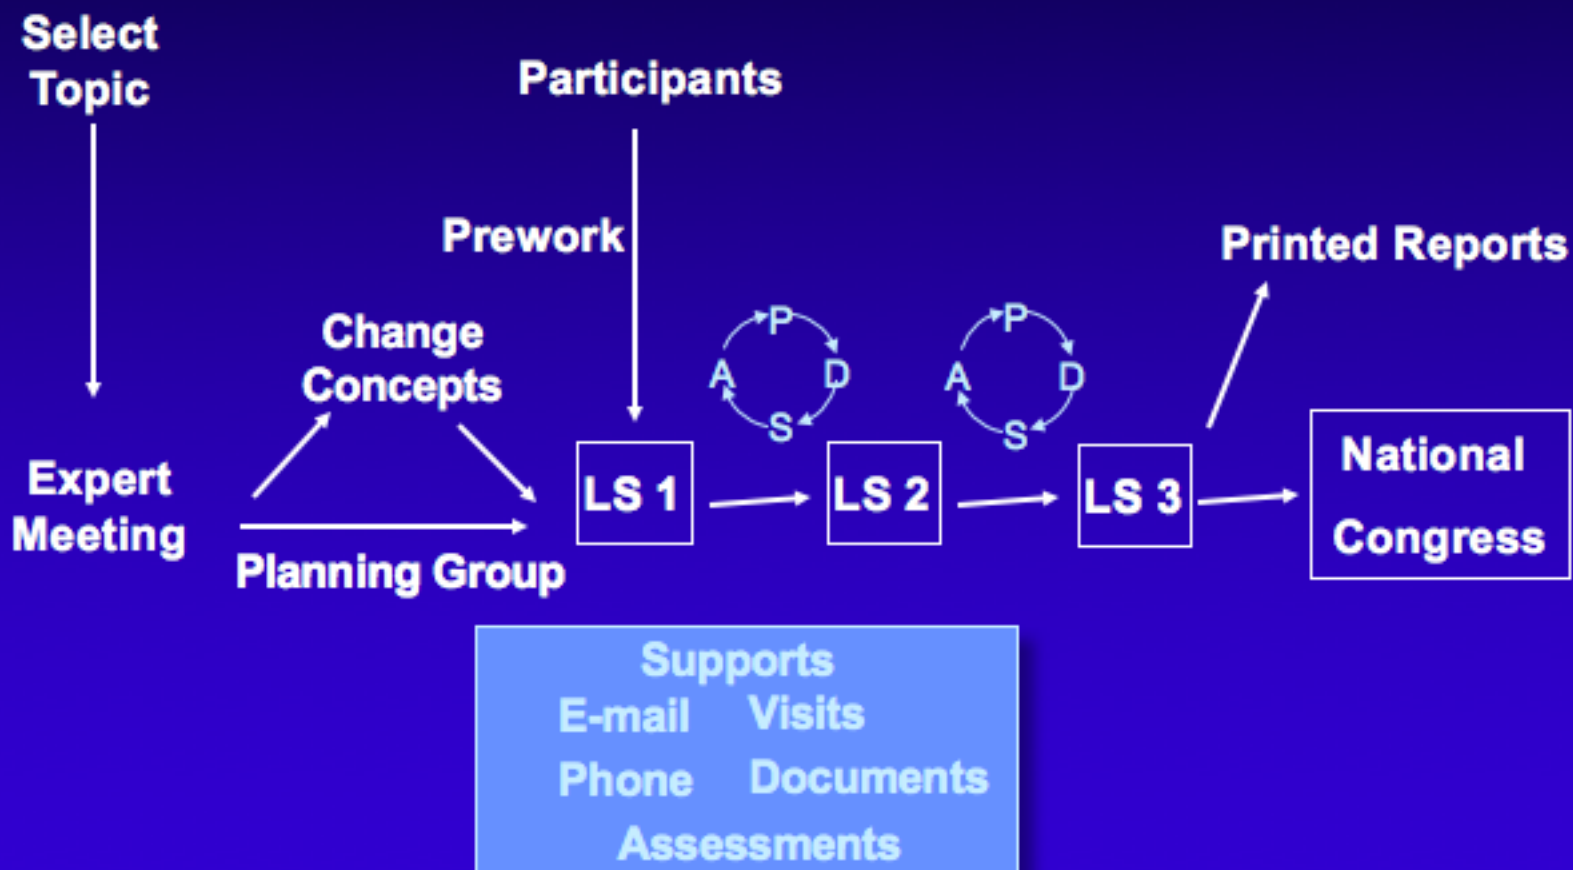 Select
Topic
Participants
Prework
Printed Reports
Change
Concepts
P
A
D
S
P
A
D
S
Expert
Meeting
Planning Group
LS 1
LS 2
LS 3
National
Congress
Supports
E-mail Visits
Phone Documents
Assessments